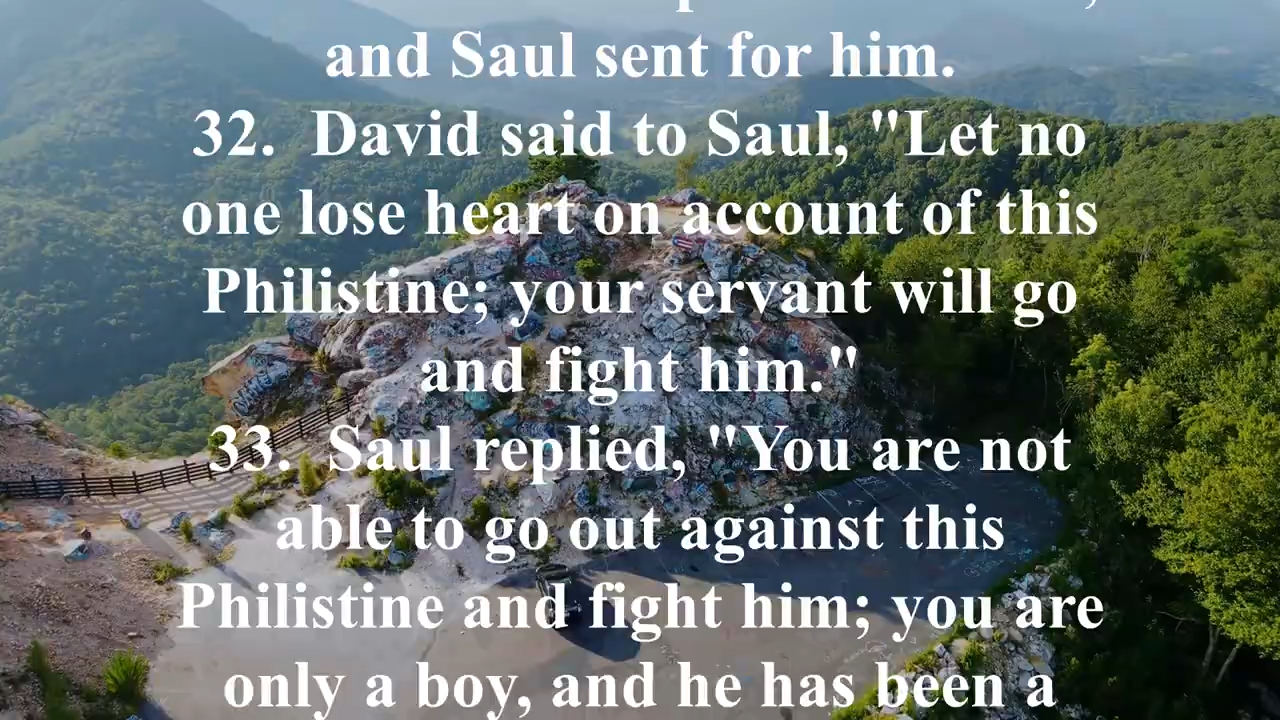 and Saul sent for him.
32. David said to Saul, "Let no
one lose heart on account of this
Philistine; your servant will go
and fight him."
33. Saul replied, "You are not
able to go out against this
Philistine and fight him; you are
only a boy, and he has been a